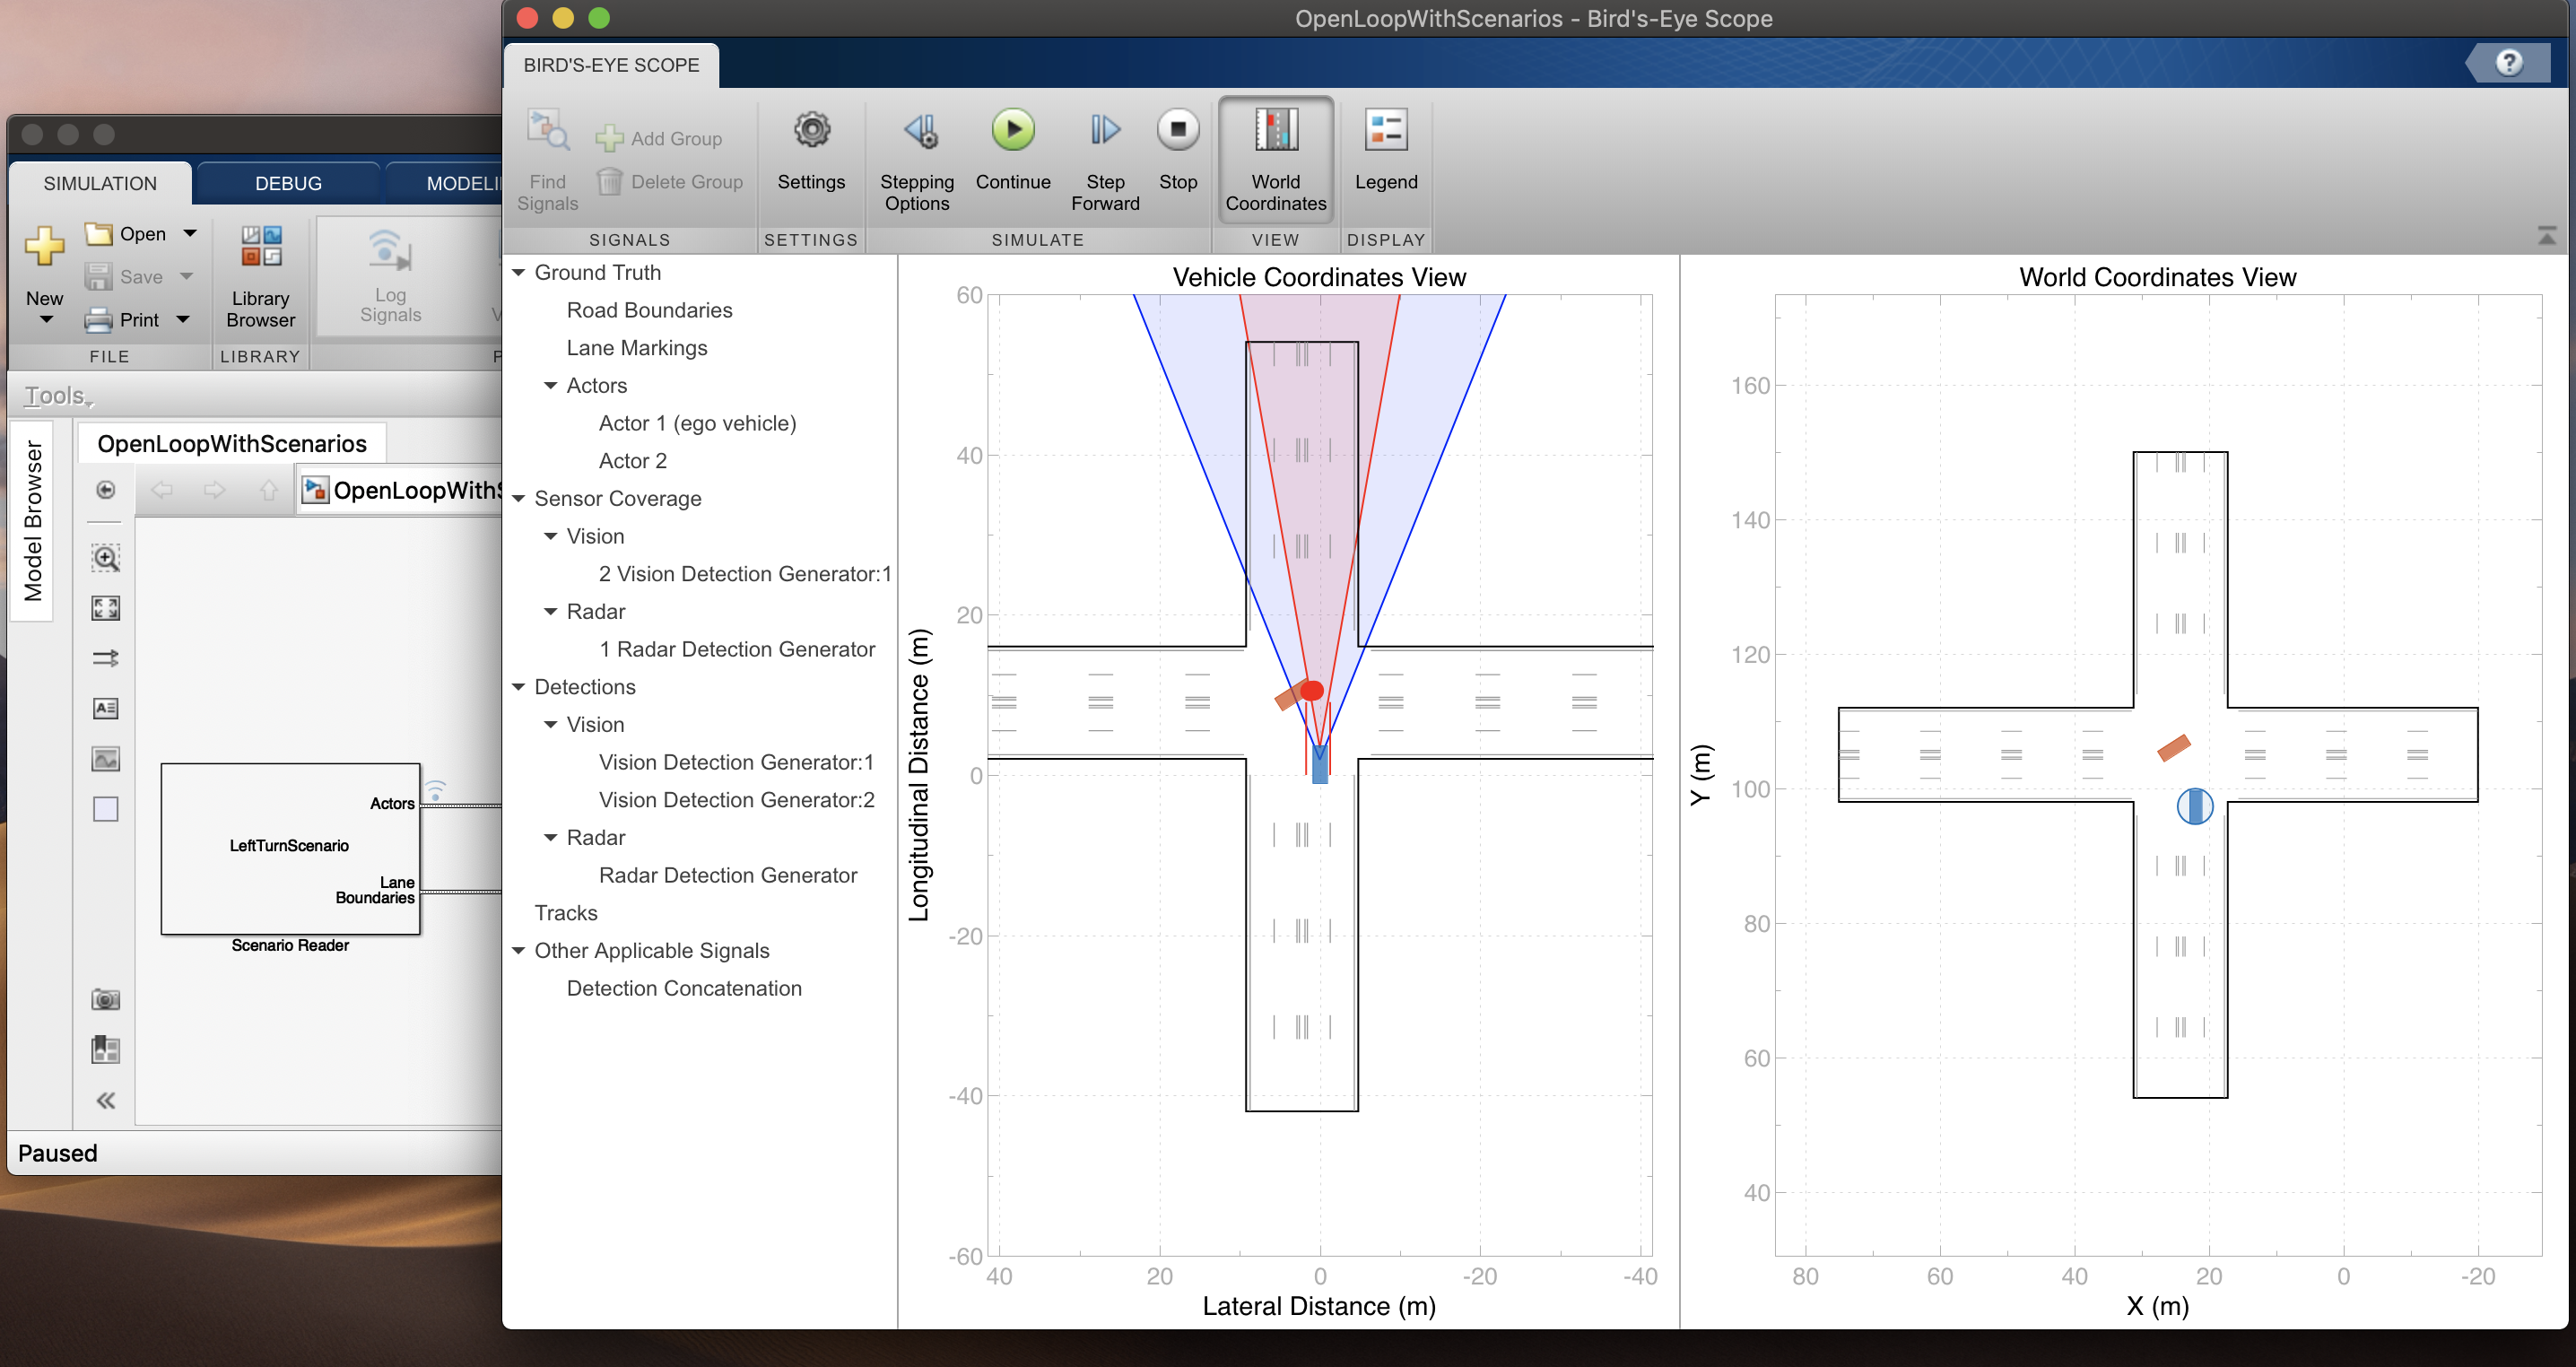 OpenLoopWithScenarios - Bird's-Eye Scope
BIRD'S-EYE SCOPE
?
Find
Signals
Add Group
Delete Group
SIGNALS
Settings
SETTINGS
Stepping
Options
Continue
Step
Forward
Stop
SIMULATE
World
Coordinates
VIEW
Legend
DISPLAY
SIMULATION
DEBUG
MODELI
New
Open
Save
Print
FILE
Library
Browser
LIBRARY
Log
Signals
V
P
Tools
Model Browser
OpenLoopWithScenarios
OpenLoopWithS
Actors
LeftTurnScenario
Lane
Boundaries
Scenario Reader
Paused
Ground Truth
Road Boundaries
Lane Markings
Actors
Actor 1 (ego vehicle)
Actor 2
Sensor Coverage
Vision
2 Vision Detection Generator:1
Radar
1 Radar Detection Generator
Detections
Vision
Vision Detection Generator:1
Vision Detection Generator:2
Radar
Radar Detection Generator
Tracks
Other Applicable Signals
Detection Concatenation
Vehicle Coordinates View
Longitudinal Distance (m)
60
40
20
0
-20
-40
-60
40 20 0 -20 -40
Lateral Distance (m)
World Coordinates View
Y (m)
160
140
120
100
80
60
40
80 60 40 20 0 -20
X (m)